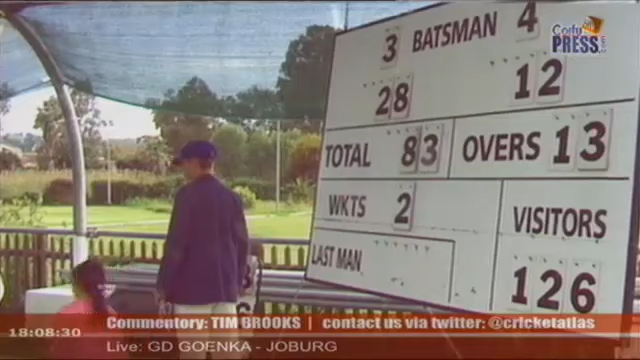 3 BATSMAN 4
28 12
TOTAL 83 OVERS 13
WKTS 2 VISITORS
LAST MAN 126
PRESS
18:08:30
Commentary: TIM BROOKS | contact us via twitter: @cricketatlas
Live: GD GOENKA - JOBURG